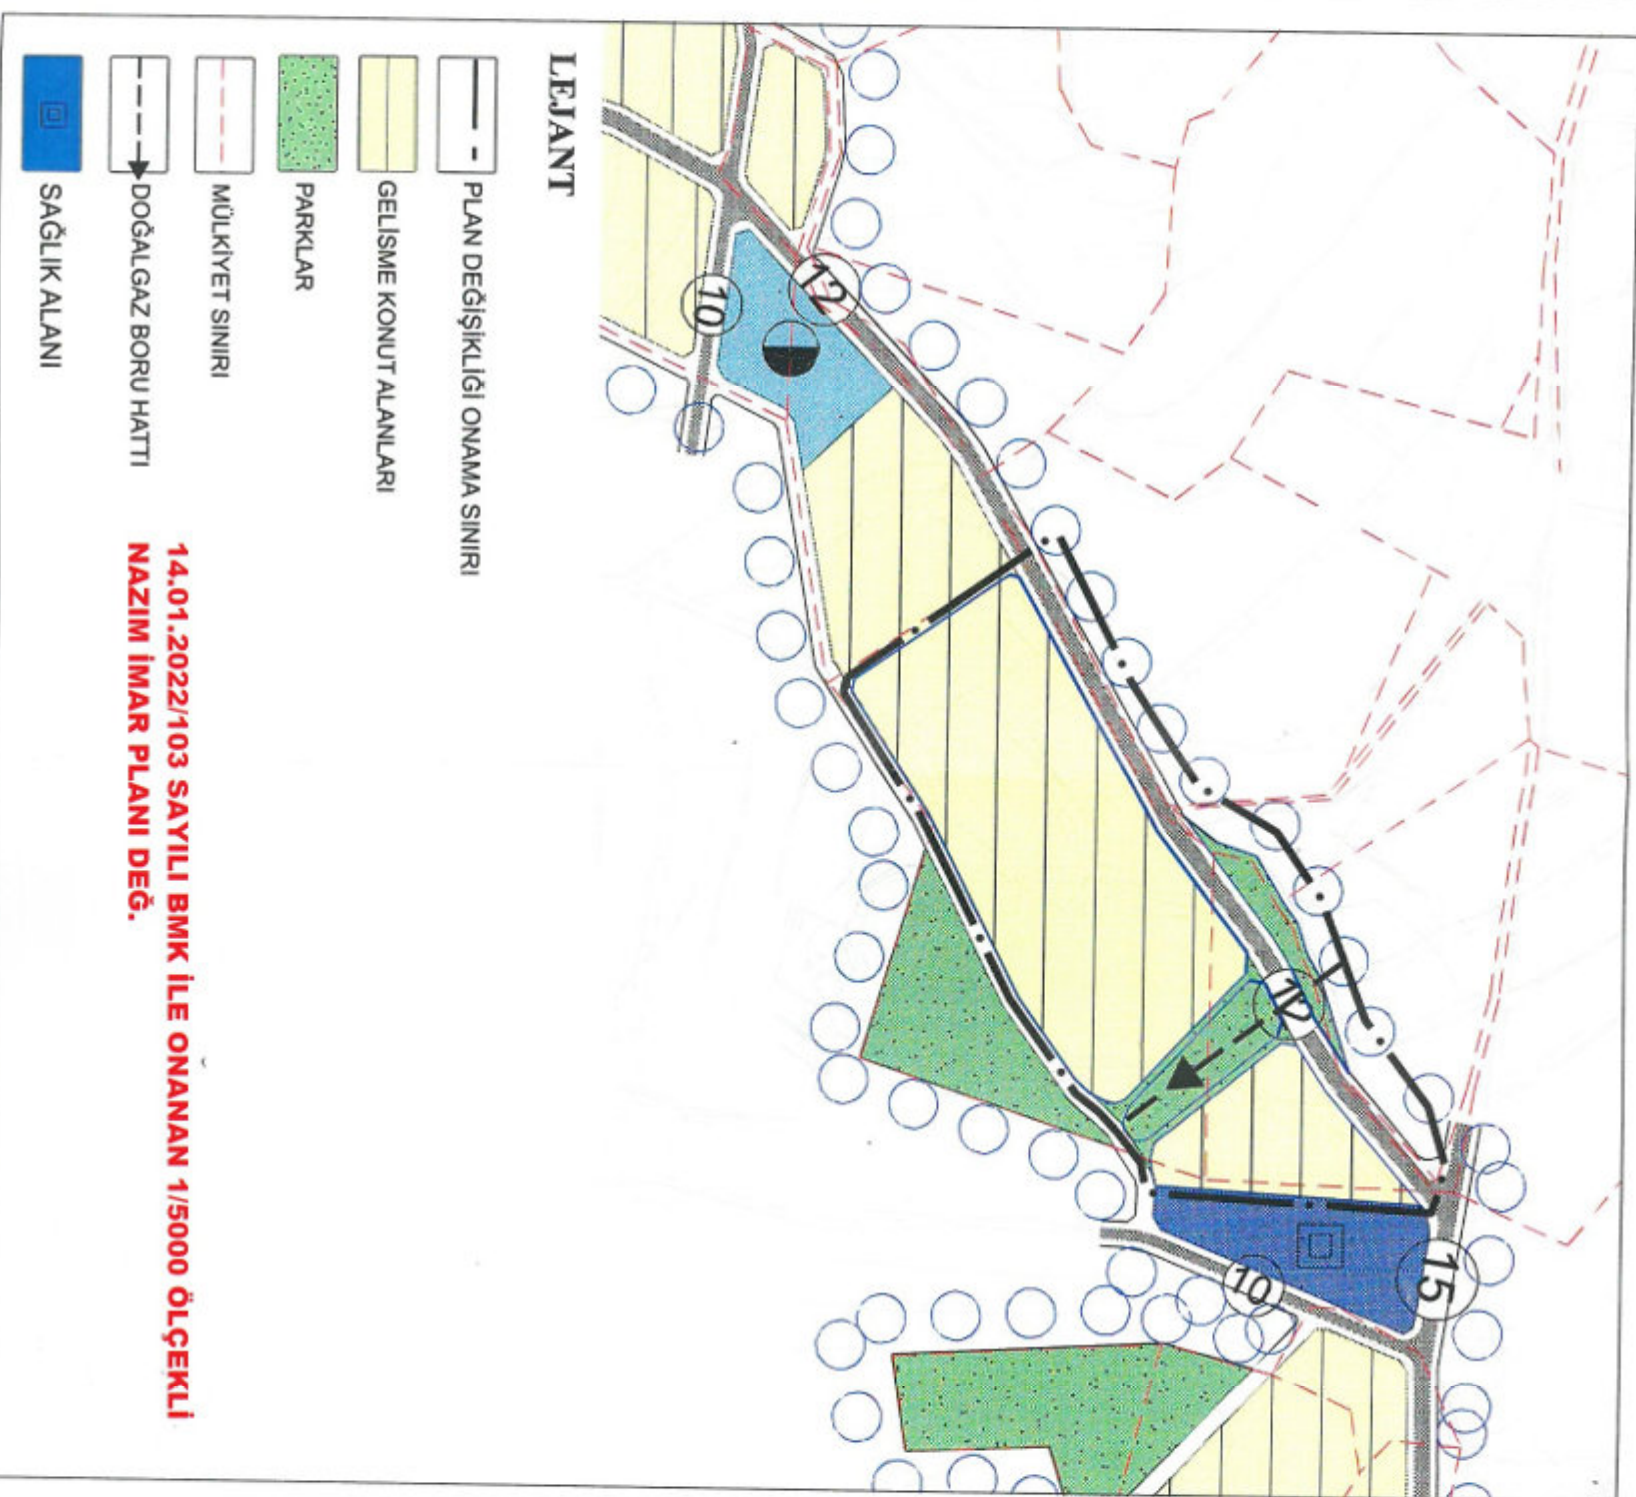 LEJANT
PLAN DEĞİŞİKLİĞİ ONAMA SINIRI
GELİSME KONUT ALANLARI
PARKLAR
MÜLKİYET SINIRI
DOĞALGAZ BORU HATTI
SAĞLIK ALANI
14.01.2022/103 SAYILI BMK İLE ONANAN 1/5000 ÖLÇEKLİ
NAZIM İMAR PLANI DEĞ.
12
10
12
15
10